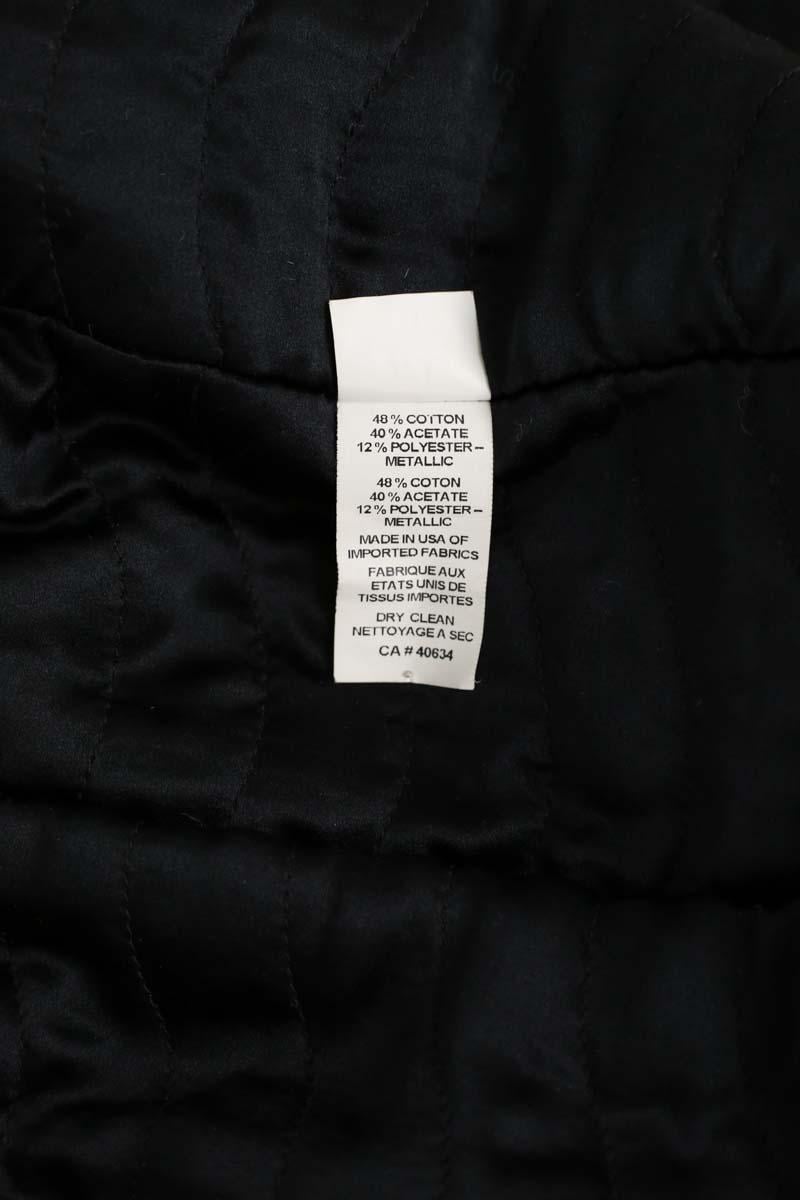 48% COTTON
40% ACETATE
12% POLYESTER–
METALLIC
48% COTON
40% ACETATE
12% POLYESTER–
METALLIC
MADE IN USA OF
IMPORTED FABRICS
FABRIQUE AUX
ETATS UNIS DE
TISSUS IMPORTES
DRY CLEAN
NETTOYAGE A SEC
CA # 40634